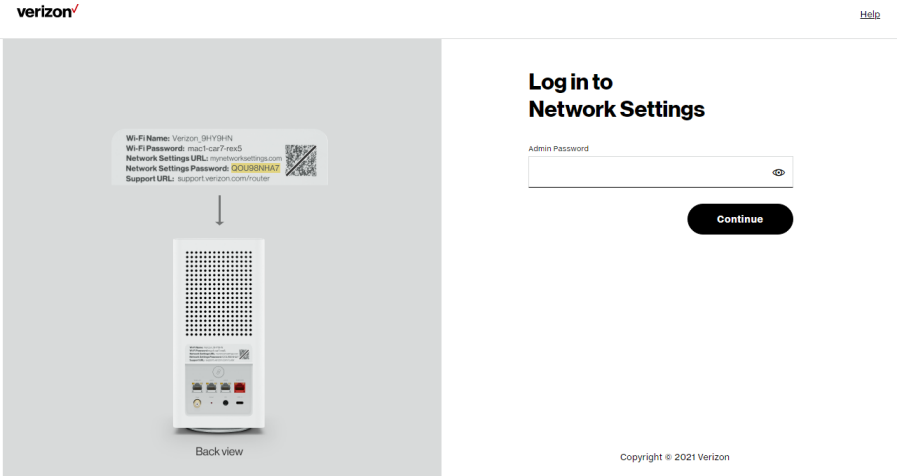 verizon
Help
Wi-Fi Name: Verizon_9HY9HN
Wi-Fi Password: mac1-car7-rex5
Network Settings URL: mynetworksettings.com
Network Settings Password: QOU98NHA7
Support URL: support.verizon.com/router
Back view
Log in to
Network Settings
Admin Password
Continue
Copyright © 2021 Verizon